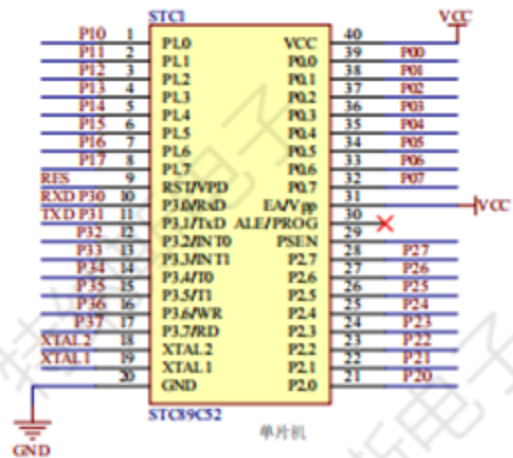 STC1
VCC
P10 1 P1.0 VCC 40
P11 2 P1.1 P0.0 39 P00
P12 3 P1.2 P0.1 38 P01
P13 4 P1.3 P0.2 37 P02
P14 5 P1.4 P0.3 36 P03
P15 6 P1.5 P0.4 35 P04
P16 7 P1.6 P0.5 34 P05
P17 8 P1.7 P0.6 33 P06
RES 9 RST/VPD P0.7 32 P07
RXD P30 10 P3.0/RxD EA/Vpp 31 VCC
TXD P31 11 P3.1/TxD ALE/PROG 30
P32 12 P3.2/INT0 PSEN 29
P33 13 P3.3/INT1 P2.7 28 P27
P34 14 P3.4/T0 P2.6 27 P26
P35 15 P3.5/T1 P2.5 26 P25
P36 16 P3.6/WR P2.4 25 P24
P37 17 P3.7/RD P2.3 24 P23
XTAL2 18 XTAL2 P2.2 23 P22
XTAL1 19 XTAL1 P2.1 22 P21
20 GND P2.0 21 P20
STC89C52
单片机
GND